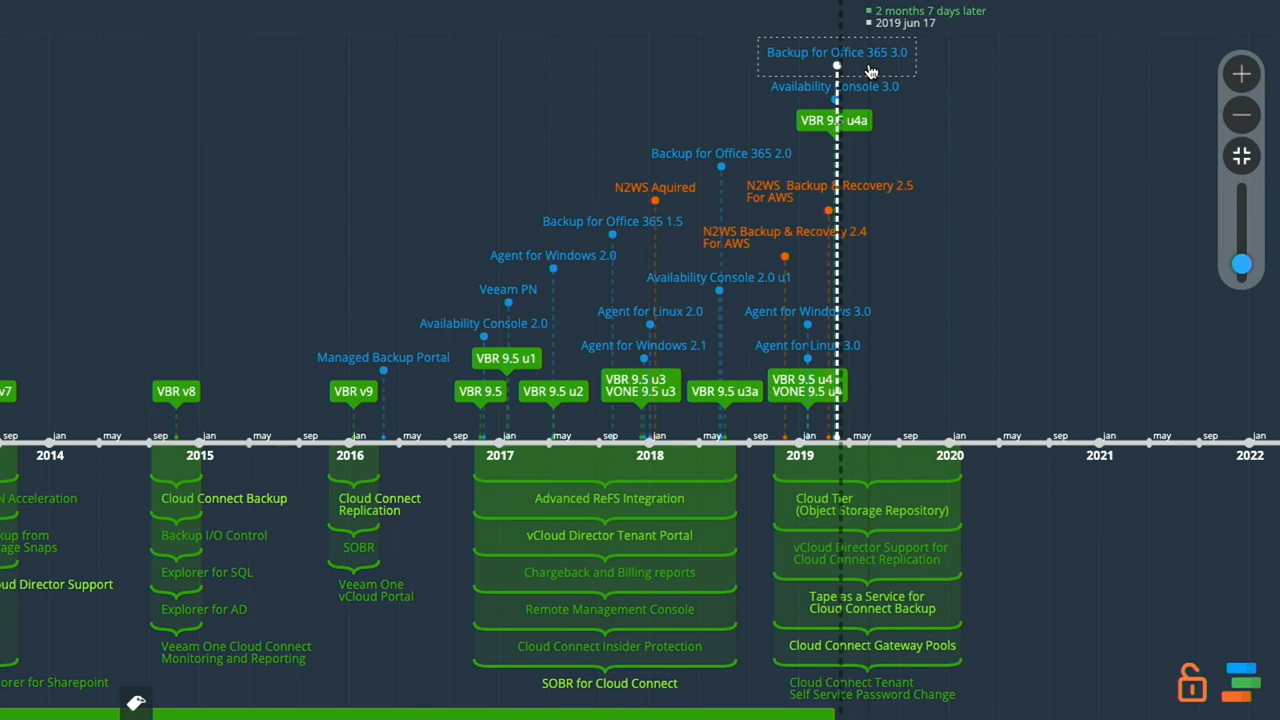 2 months 7 days later
2019 jun 17
Backup for Office 365 3.0
Availability Console 3.0
VBR 9.5 u4a
Backup for Office 365 2.0
N2WS Aquired
N2WS Backup & Recovery 2.5
For AWS
Backup for Office 365 1.5
N2WS Backup & Recovery 2.4
For AWS
Agent for Windows 2.0
Availability Console 2.0 u1
Veeam PN
Agent for Linux 2.0
Agent for Windows 3.0
Availability Console 2.0
Agent for Windows 2.1
Agent for Linux 3.0
Managed Backup Portal
VBR 9.5 u1
v7
VBR v8
VBR v9
VBR 9.5
VBR 9.5 u2
VBR 9.5 u3
VONE 9.5 u3
VBR 9.5 u3a
VBR 9.5 u4
VONE 9.5 u4
sep jan may sep jan may sep jan may sep jan may sep jan may sep jan may sep jan may sep jan may sep jan
2014 2015 2016 2017 2018 2019 2020 2021 2022
N Acceleration
kup from
age Snaps
oud Director Support
orer for Sharepoint
Cloud Connect Backup
Backup I/O Control
Explorer for SQL
Explorer for AD
Veeam One Cloud Connect
Monitoring and Reporting
Cloud Connect
Replication
SOBR
Veeam One
vCloud Portal
Advanced ReFS Integration
vCloud Director Tenant Portal
Chargeback and Billing reports
Remote Management Console
Cloud Connect Insider Protection
SOBR for Cloud Connect
Cloud Tier
(Object Storage Repository)
vCloud Director Support for
Cloud Connect Replication
Tape as a Service for
Cloud Connect Backup
Cloud Connect Gateway Pools
Cloud Connect Tenant
Self Service Password Change